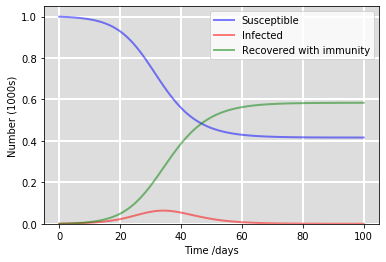 Susceptible
Infected
Recovered with immunity
Number (1000s)
1.0
0.8
0.6
0.4
0.2
0.0
0 20 40 60 80 100
Time /days